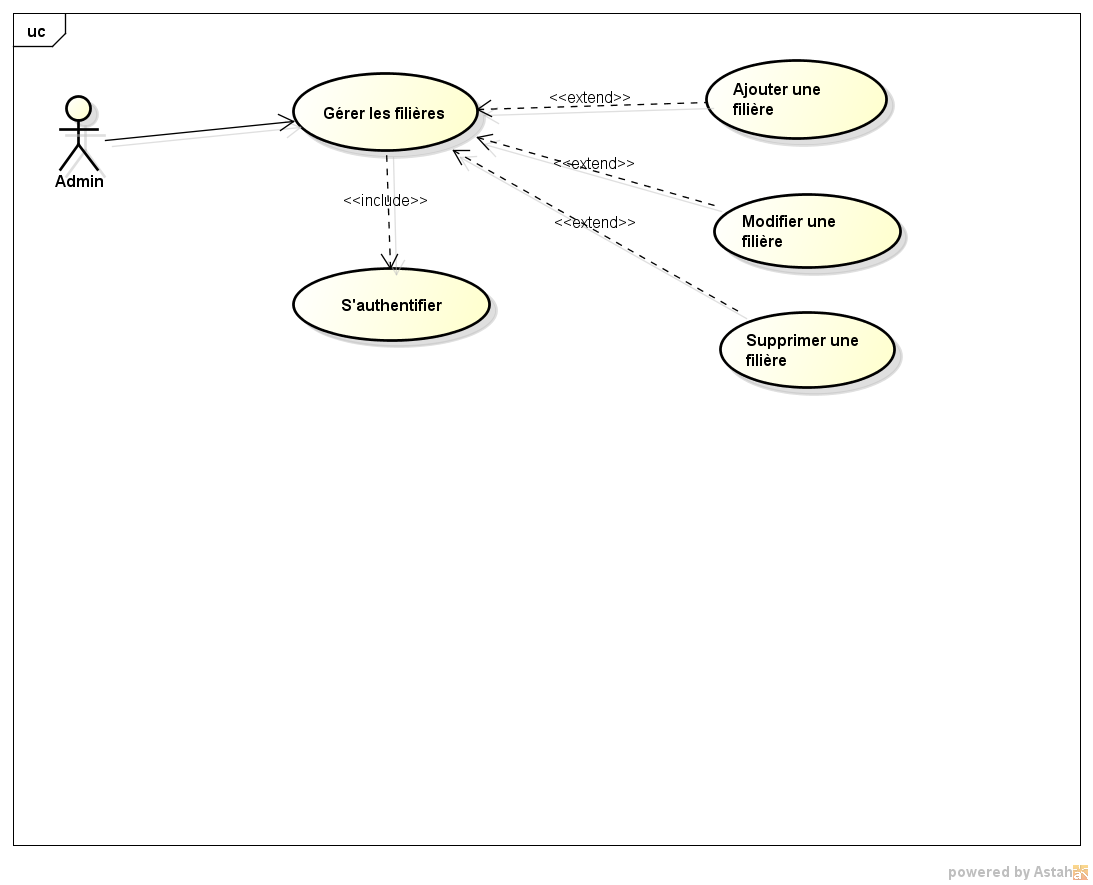 uc
Gérer les filières
<<extend>>
Ajouter une
filière
Admin
<<extend>>
<<include>>
<<extend>>
Modifier une
filière
S'authentifier
Supprimer une
filière
powered by Astah